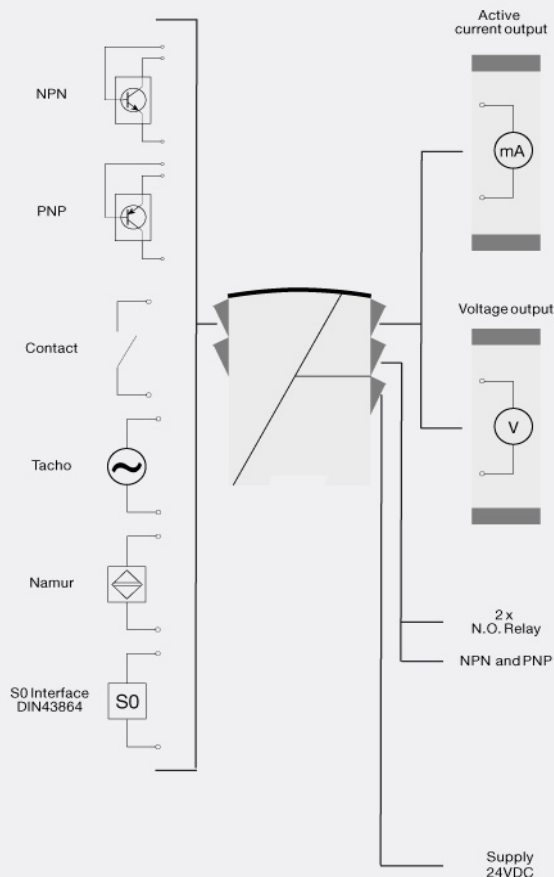 NPN
PNP
Contact
Tacho
Namur
S0 Interface
DIN43864
S0
Active
current output
mA
Voltage output
V
2 x
N.O. Relay
NPN and PNP
Supply
24VDC